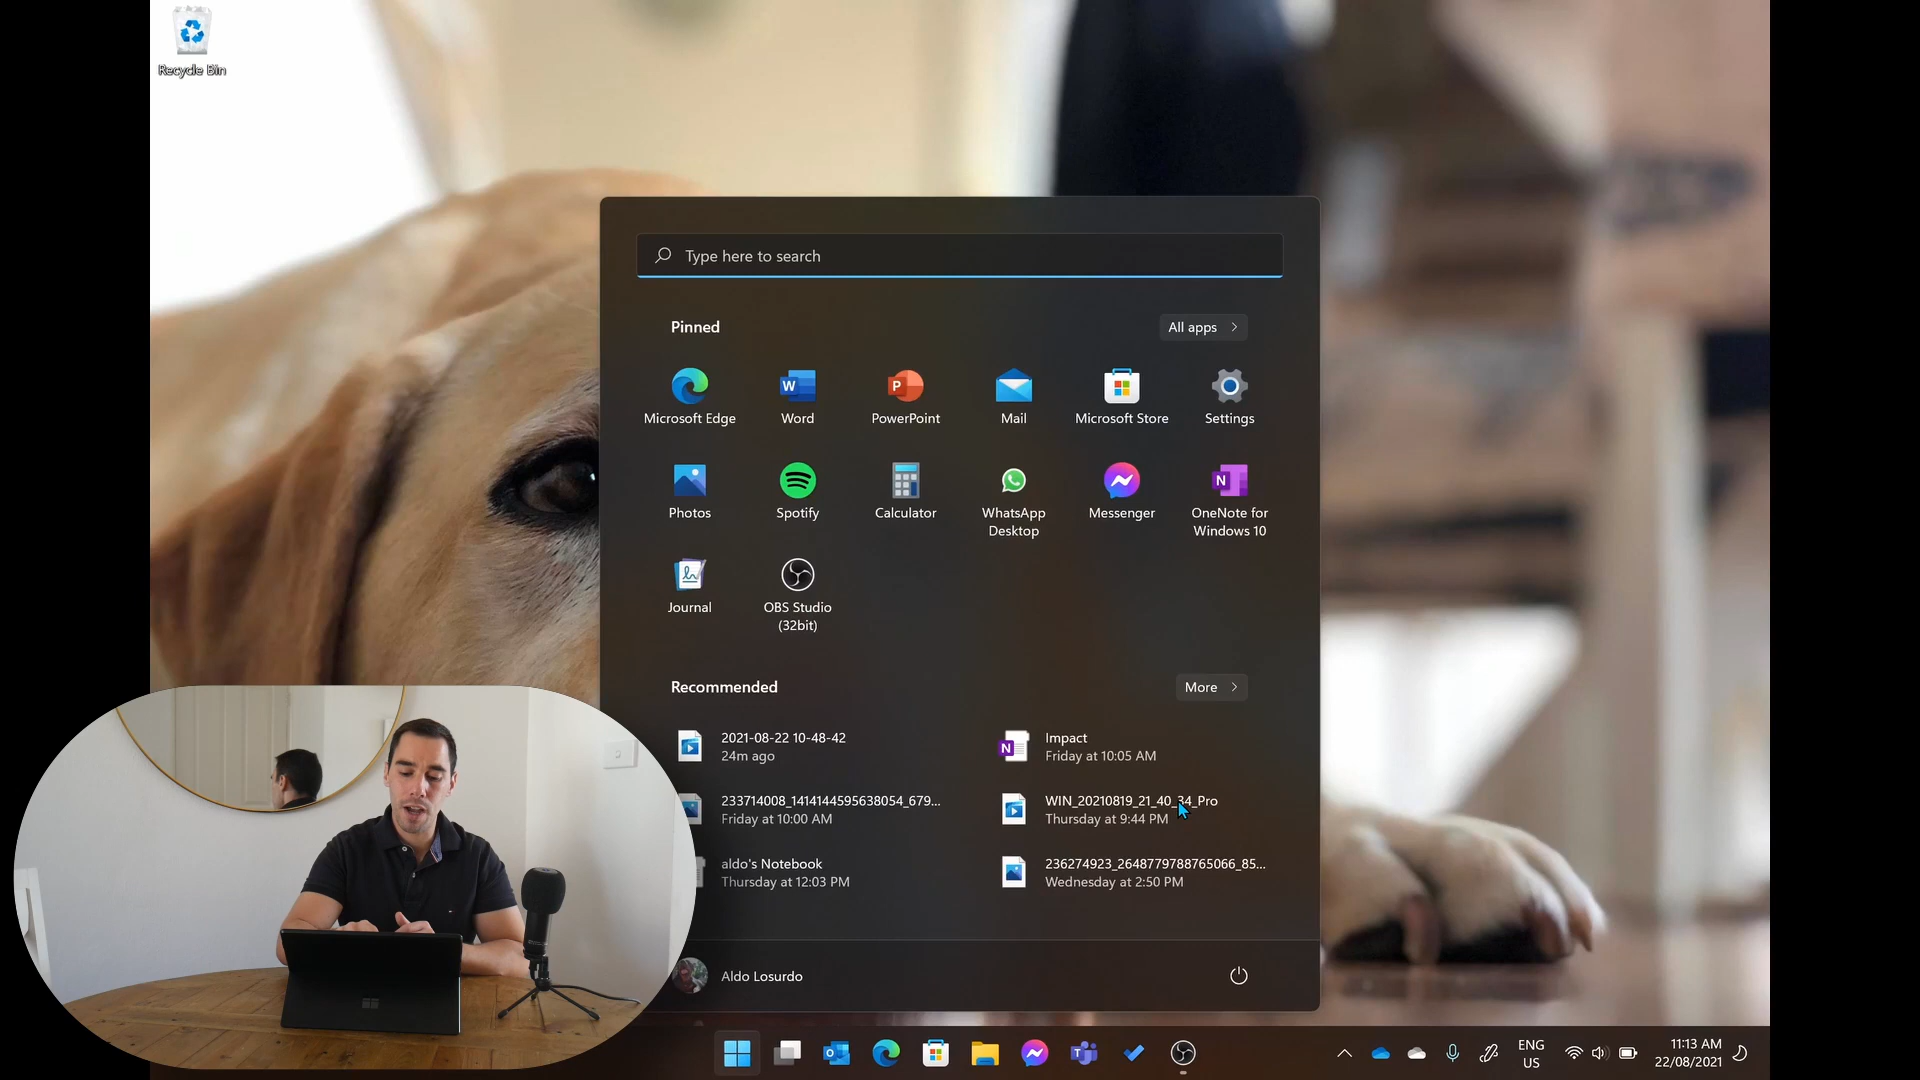 Recycle Bin
Type here to search
Pinned
All apps
Microsoft Edge
Word
PowerPoint
Mail
Microsoft Store
Settings
Photos
Spotify
Calculator
WhatsApp
Desktop
Messenger
OneNote for
Windows 10
Journal
OBS Studio
(32bit)
Recommended
More
2021-08-22 10-48-42
24m ago
Impact
Friday at 10:05 AM
233714008_1414144595638054_679...
Friday at 10:00 AM
WIN_20210819_21_40_34_Pro
Thursday at 9:44 PM
aldo's Notebook
Thursday at 12:03 PM
236274923_2648779788765066_85...
Wednesday at 2:50 PM
Aldo Losurdo
ENG
US
11:13 AM
22/08/2021